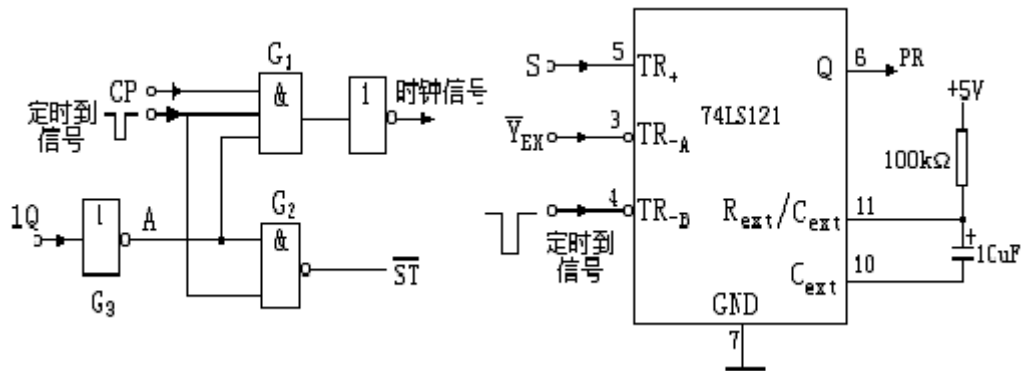 CP
定时到
信号
G₁
&
1
时钟信号
1Q
1
A
G₃
G₂
&
S̅T̅
S
5
TR₊
Y̅EX
3
TR₋A
4
TR₋B
定时到
信号
74LS121
Q
6
PR
+5V
100kΩ
Rext/Cext
11
+
10uF
Cext
10
GND
7